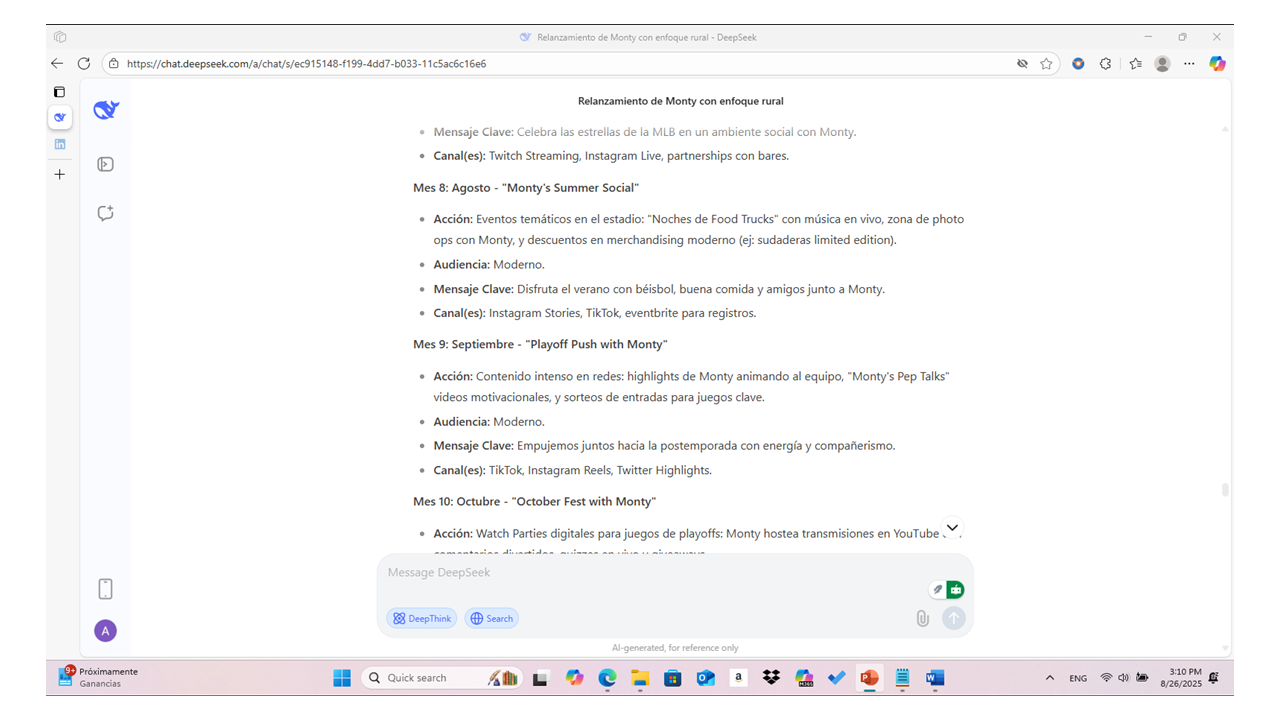 Relanzamiento de Monty con enfoque rural - DeepSeek
https://chat.deepseek.com/a/chat/s/ec915148-f199-4dd7-b033-11c5ac6c16e6
Relanzamiento de Monty con enfoque rural
• Mensaje Clave: Celebra las estrellas de la MLB en un ambiente social con Monty.
• Canal(es): Twitch Streaming, Instagram Live, partnerships con bares.
Mes 8: Agosto - "Monty's Summer Social"
• Acción: Eventos temáticos en el estadio: "Noches de Food Trucks" con música en vivo, zona de photo
ops con Monty, y descuentos en merchandising moderno (ej: sudaderas limited edition).
• Audiencia: Moderno.
• Mensaje Clave: Disfruta el verano con béisbol, buena comida y amigos junto a Monty.
• Canal(es): Instagram Stories, TikTok, eventbrite para registros.
Mes 9: Septiembre - "Playoff Push with Monty"
• Acción: Contenido intenso en redes: highlights de Monty animando al equipo, "Monty's Pep Talks"
videos motivacionales, y sorteos de entradas para juegos clave.
• Audiencia: Moderno.
• Mensaje Clave: Empujemos juntos hacia la postemporada con energía y compañerismo.
• Canal(es): TikTok, Instagram Reels, Twitter Highlights.
Mes 10: Octubre - "October Fest with Monty"
• Acción: Watch Parties digitales para juegos de playoffs: Monty hostea transmisiones en YouTube
Message DeepSeek
DeepThink
Search
A
AI-generated, for reference only
9+
Próximamente
Ganancias
Quick search
ENG
3:10 PM
8/26/2025